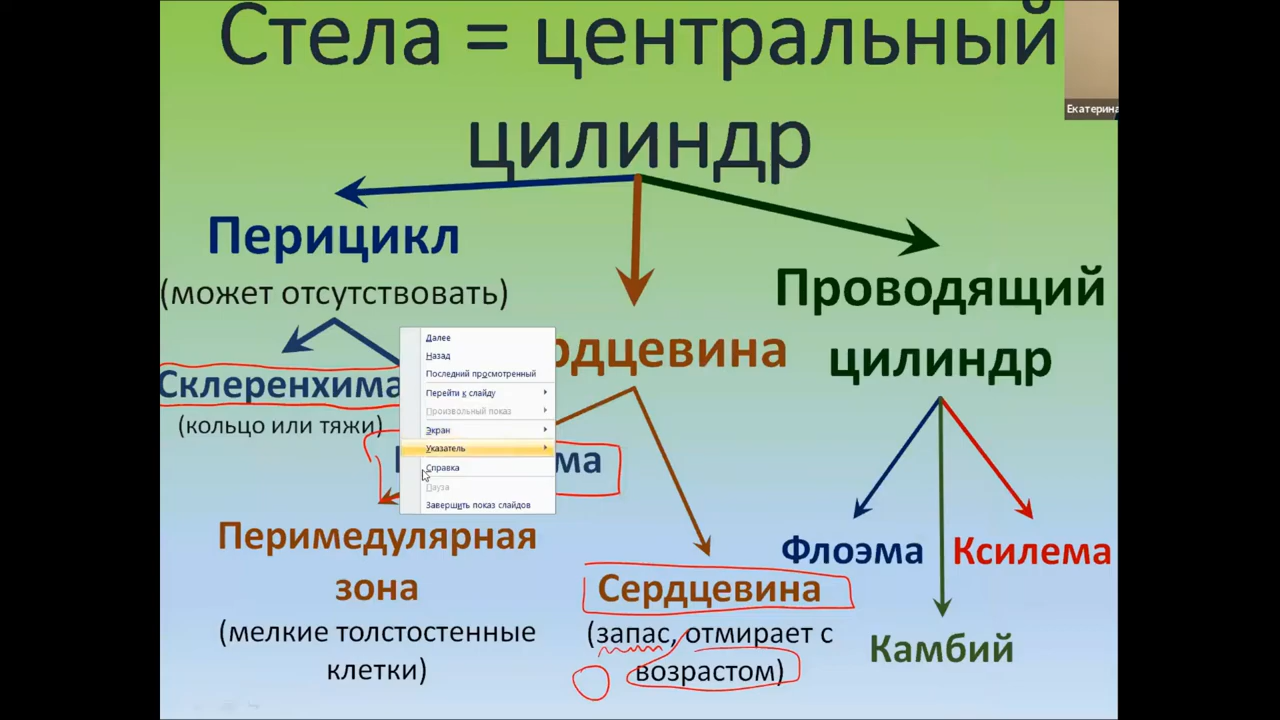 Стела = центральный
цилиндр
Екатерина
Перицикл
(может отсутствовать)
Проводящий
цилиндр
рдцевина
Склеренхима
(кольцо или тяжи)
ма
Далее
Назад
Последний просмотренный
Перейти к слайду
Произвольный показ
Экран
Указатель
Справка
Пауза
Завершить показ слайдов
Перимедулярная
зона
(мелкие толстостенные
клетки)
Сердцевина
(запас, отмирает с
возрастом)
Флоэма
Ксилема
Камбий